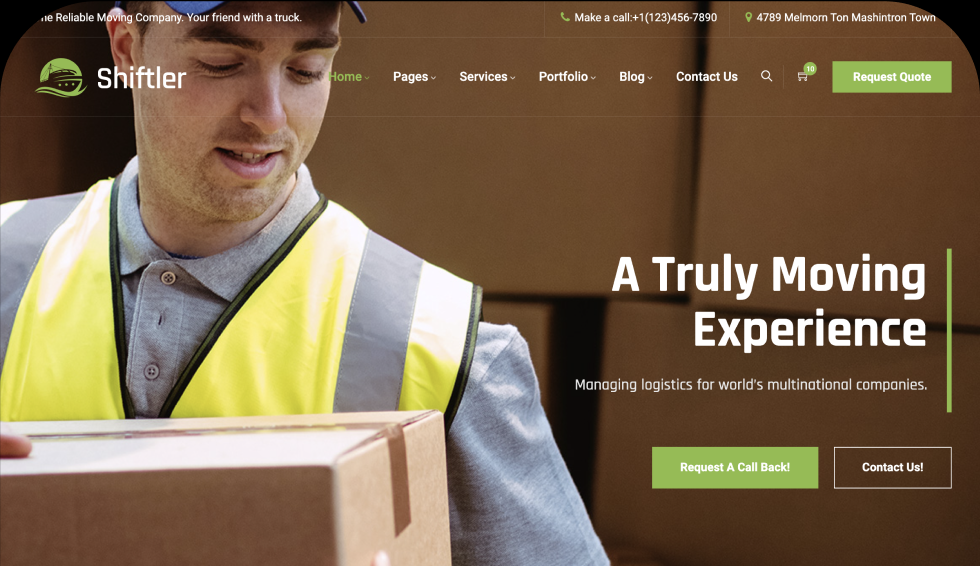 Reliable Moving Company. Your friend with a truck.
Make a call:+1(123)456-7890
4789 Melmorn Ton Mashintron Town
Shiftler
Home
Pages
Services
Portfolio
Blog
Contact Us
10
Request Quote
A Truly Moving
Experience
Managing logistics for world's multinational companies.
Request A Call Back!
Contact Us!